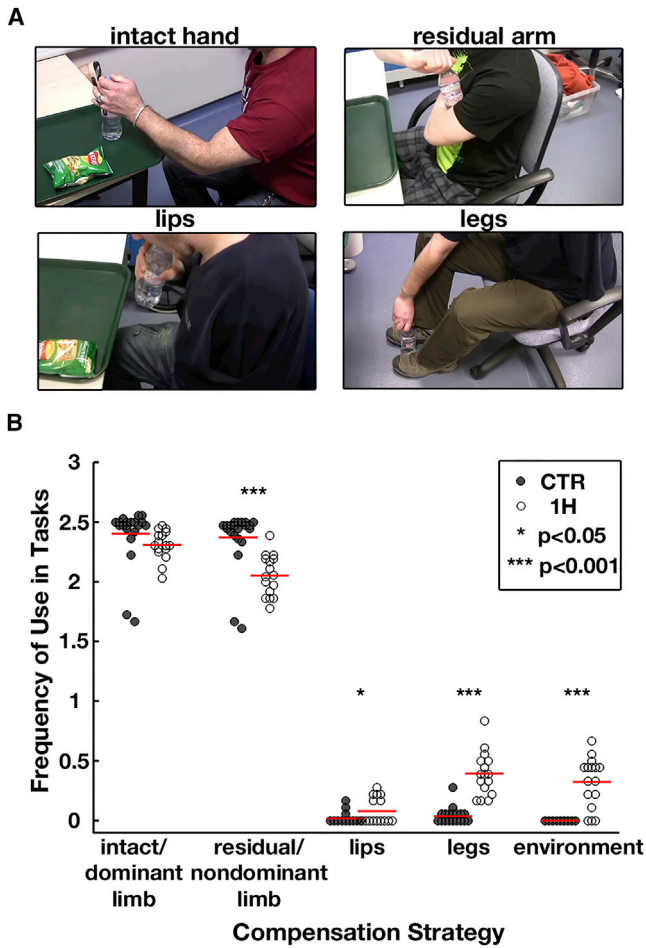 A
intact hand
residual arm
lips
legs
B
3
2.5
2
1.5
1
0.5
0
Frequency of Use in Tasks
***
*
***
***
CTR
1H
* p<0.05
*** p<0.001
intact/
dominant
limb
residual/
nondominant
limb
lips
legs
environment
Compensation Strategy